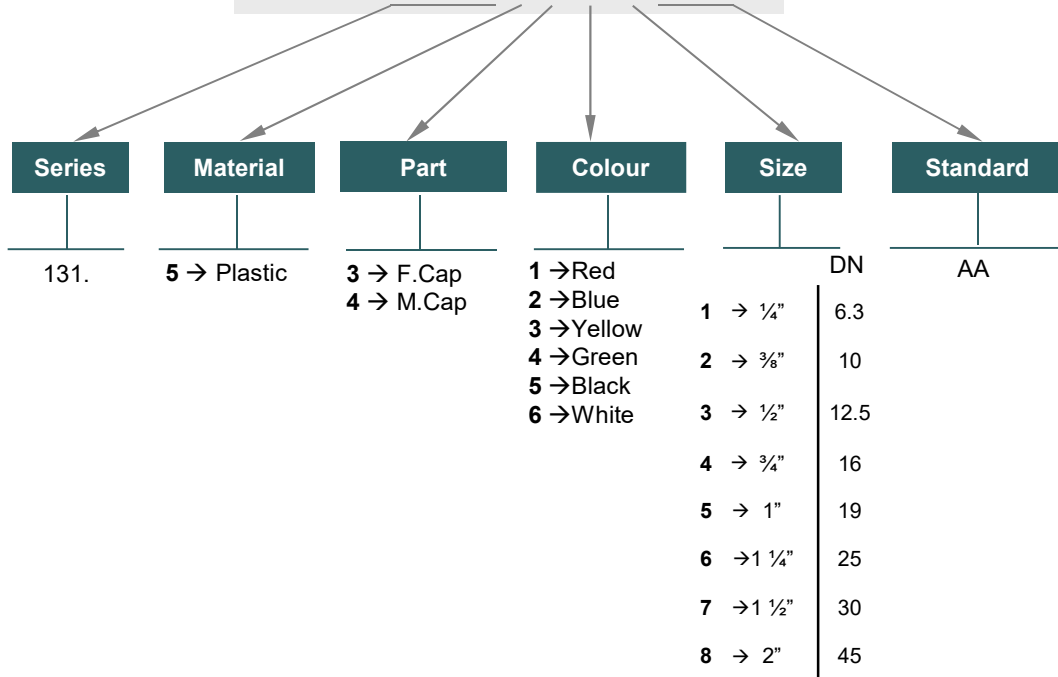 Series
Material
Part
Colour
Size
Standard
131.
5 → Plastic
3 → F.Cap
4 → M.Cap
1 →Red
2 →Blue
3 →Yellow
4 →Green
5 →Black
6 →White
DN
1 → ¼” 6.3
2 → ⅜” 10
3 → ½” 12.5
4 → ¾” 16
5 → 1” 19
6 →1 ¼” 25
7 →1 ½” 30
8 → 2” 45
AA